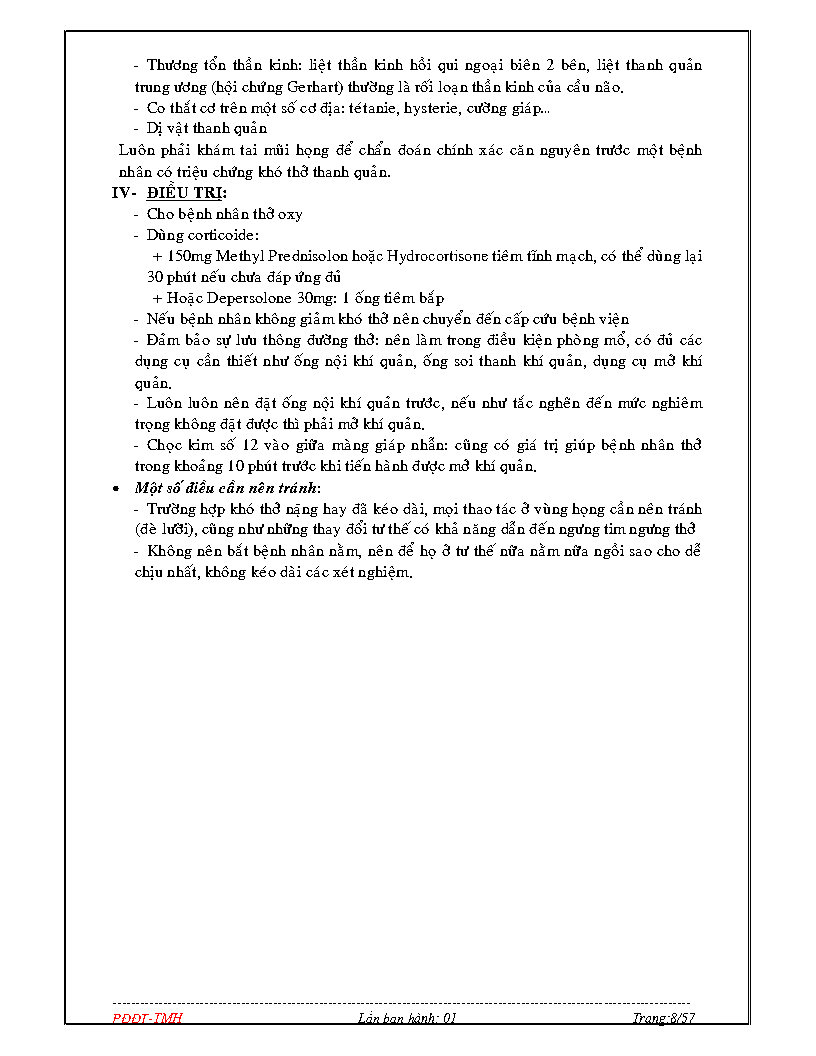 - Thương tổn thần kinh: liệt thần kinh hồi qui ngoại biên 2 bên, liệt thanh quản
trung ương (hội chứng Gerhart) thường là rối loạn thần kinh của cầu não.
- Co thắt cơ trên một số cơ địa: tétanie, hysterie, cường giáp...
- Dị vật thanh quản
Luôn phải khám tai mũi họng để chẩn đoán chính xác căn nguyên trước một bệnh
nhân có triệu chứng khó thở thanh quản.
IV- ĐIỀU TRỊ:
- Cho bệnh nhân thở oxy
- Dùng corticoide:
+ 150mg Methyl Prednisolon hoặc Hydrocortisone tiêm tĩnh mạch, có thể dùng lại
30 phút nếu chưa đáp ứng đủ
+ Hoặc Depersolone 30mg: 1 ống tiêm bắp
- Nếu bệnh nhân không giảm khó thở nên chuyển đến cấp cứu bệnh viện
- Đảm bảo sự lưu thông đường thở: nên làm trong điều kiện phòng mổ, có đủ các
dụng cụ cần thiết như ống nội khí quản, ống soi thanh khí quản, dụng cụ mở khí
quản.
- Luôn luôn nên đặt ống nội khí quản trước, nếu như tắc nghẽn đến mức nghiêm
trọng không đặt được thì phải mở khí quản.
- Chọc kim số 12 vào giữa màng giáp nhẫn: cũng có giá trị giúp bệnh nhân thở
trong khoảng 10 phút trước khi tiến hành được mở khí quản.
• Một số điều cần nên tránh:
- Trường hợp khó thở nặng hay đã kéo dài, mọi thao tác ở vùng họng cần nên tránh
(đè lưỡi), cũng như những thay đổi tư thế có khả năng dẫn đến ngưng tim ngưng thở
- Không nên bắt bệnh nhân nằm, nên để họ ở tư thế nữa nằm nữa ngồi sao cho dễ
chịu nhất, không kéo dài các xét nghiệm.
PĐĐT-TMH Lần ban hành: 01 Trang:8/57